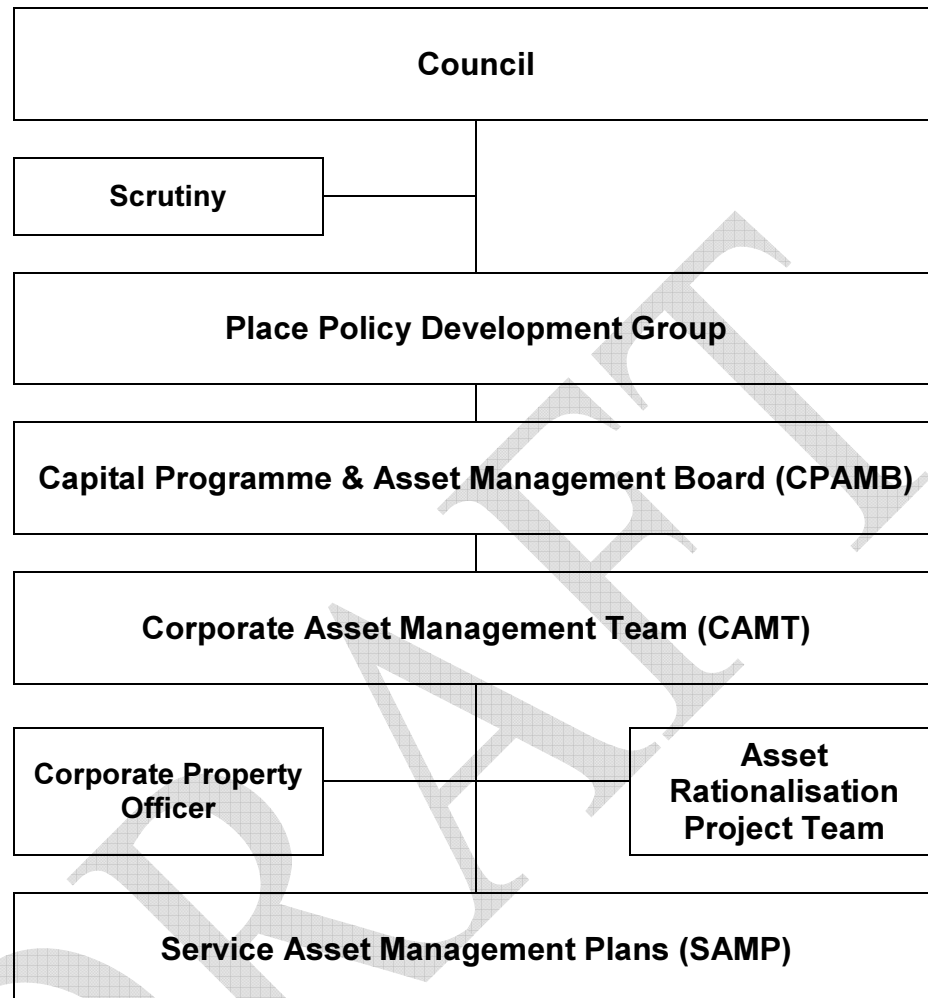 Council
Scrutiny
Place Policy Development Group
Capital Programme & Asset Management Board (CPAMB)
Corporate Asset Management Team (CAMT)
Corporate Property
Officer
Asset
Rationalisation
Project Team
Service Asset Management Plans (SAMP)
DRAFT